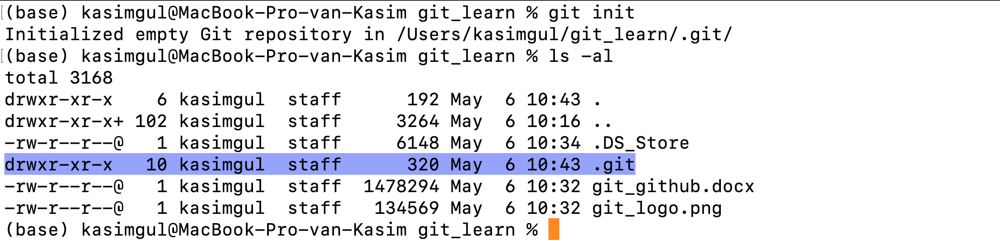 (base) kasimgul@MacBook-Pro-van-Kasim git_learn % git init
Initialized empty Git repository in /Users/kasimgul/git_learn/.git/
(base) kasimgul@MacBook-Pro-van-Kasim git_learn % ls -al
total 3168
drwxr-xr-x    6 kasimgul  staff      192 May  6 10:43 .
drwxr-xr-x+ 102 kasimgul  staff     3264 May  6 10:16 ..
-rw-r--r--@   1 kasimgul  staff     6148 May  6 10:34 .DS_Store
drwxr-xr-x   10 kasimgul  staff      320 May  6 10:43 .git
-rw-r--r--@   1 kasimgul  staff  1478294 May  6 10:32 git_github.docx
-rw-r--r--@   1 kasimgul  staff   134569 May  6 10:32 git_logo.png
(base) kasimgul@MacBook-Pro-van-Kasim git_learn %